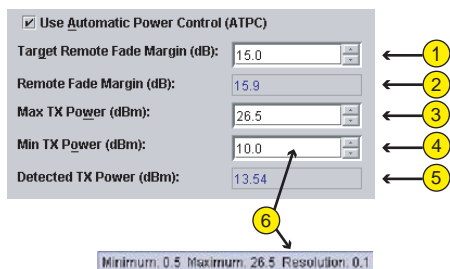 Use Automatic Power Control (ATPC)
Target Remote Fade Margin (dB): 15.0 1
Remote Fade Margin (dB): 15.9 2
Max TX Power (dBm): 26.5 3
Min TX Power (dBm): 10.0 4
Detected TX Power (dBm): 13.54 5
6
Minimum: 0.5 Maximum: 26.5 Resolution: 0.1